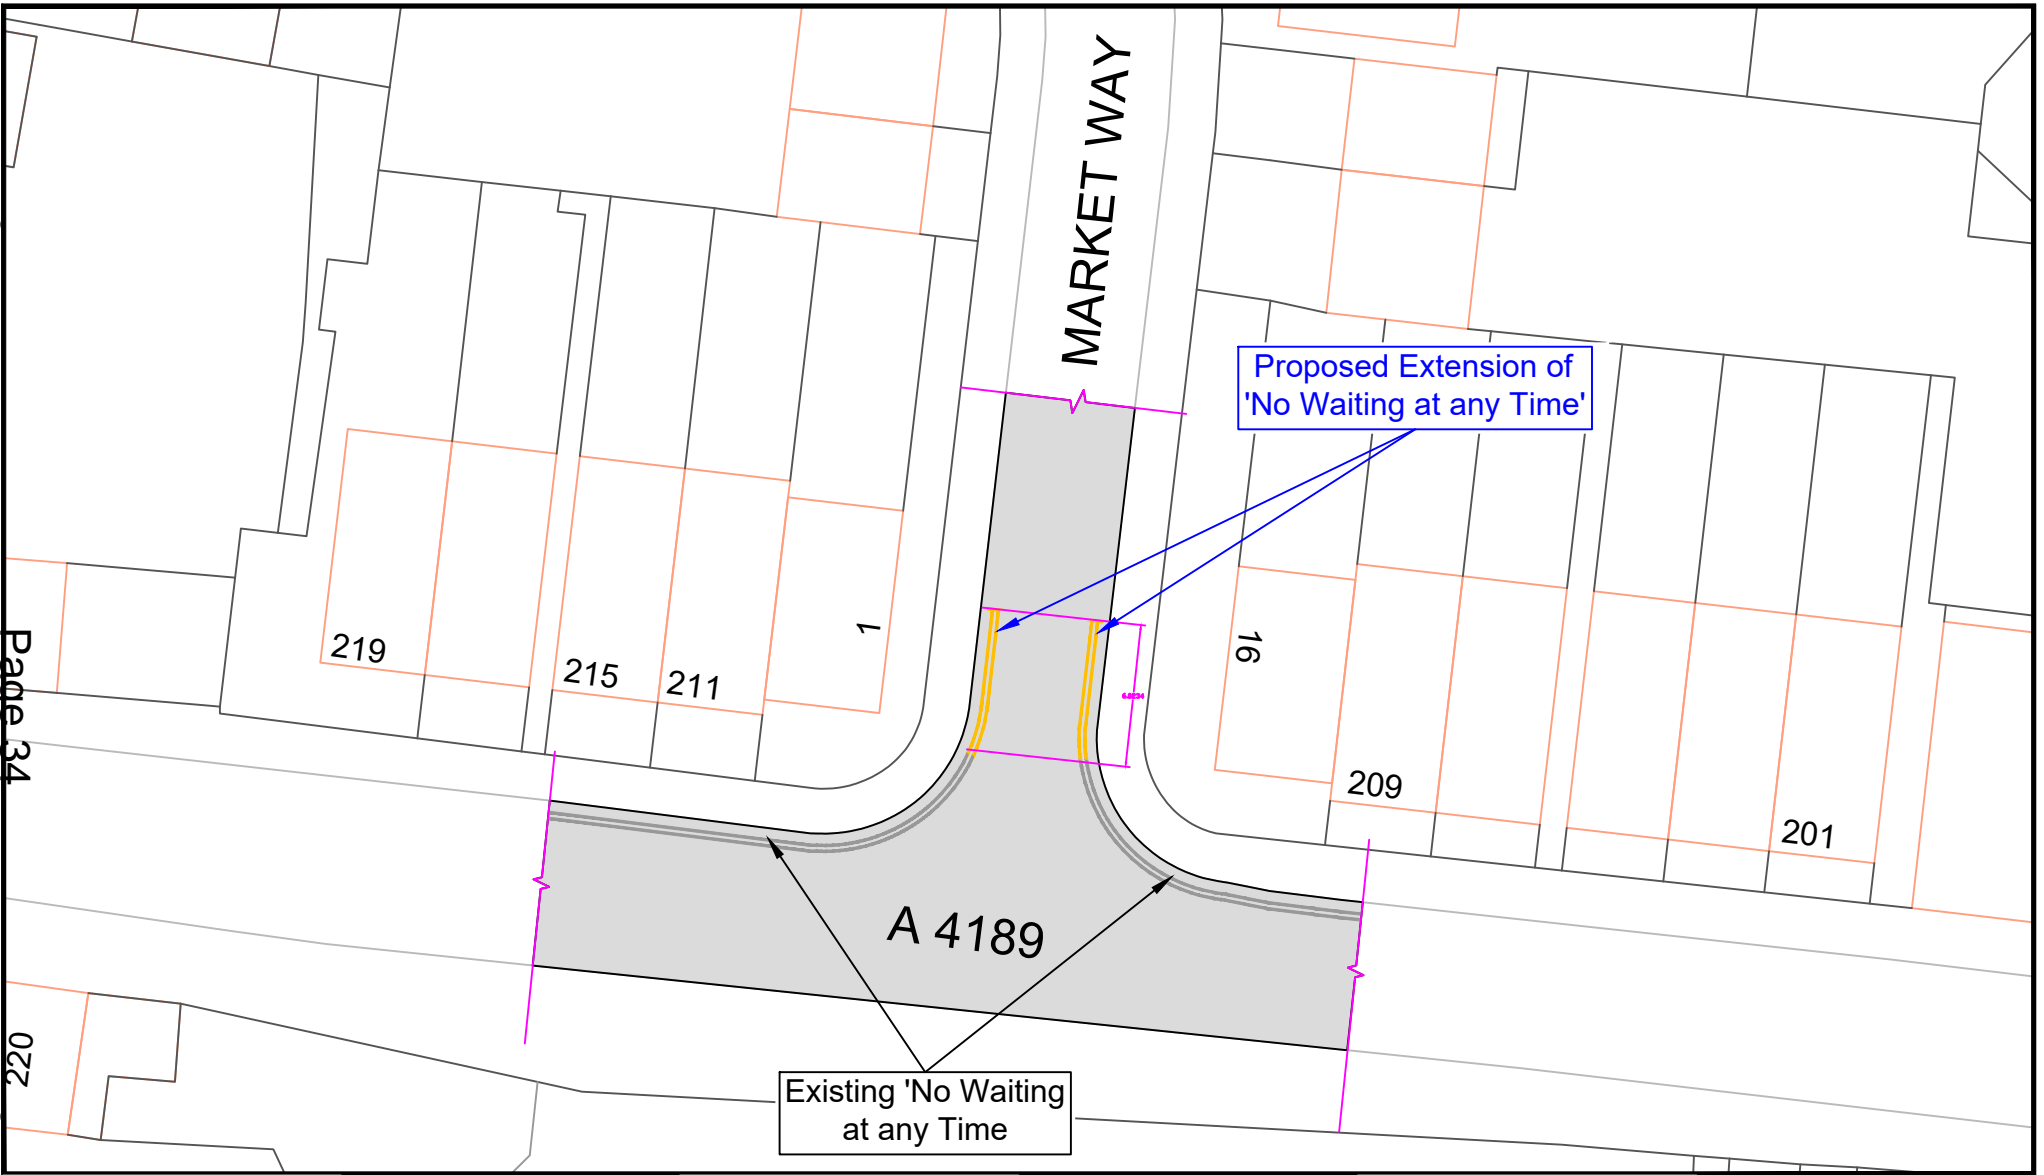 MARKET WAY
Proposed Extension of
'No Waiting at any Time'
219
215
211
1
16
209
201
Page 34
A 4189
220
Existing 'No Waiting
at any Time